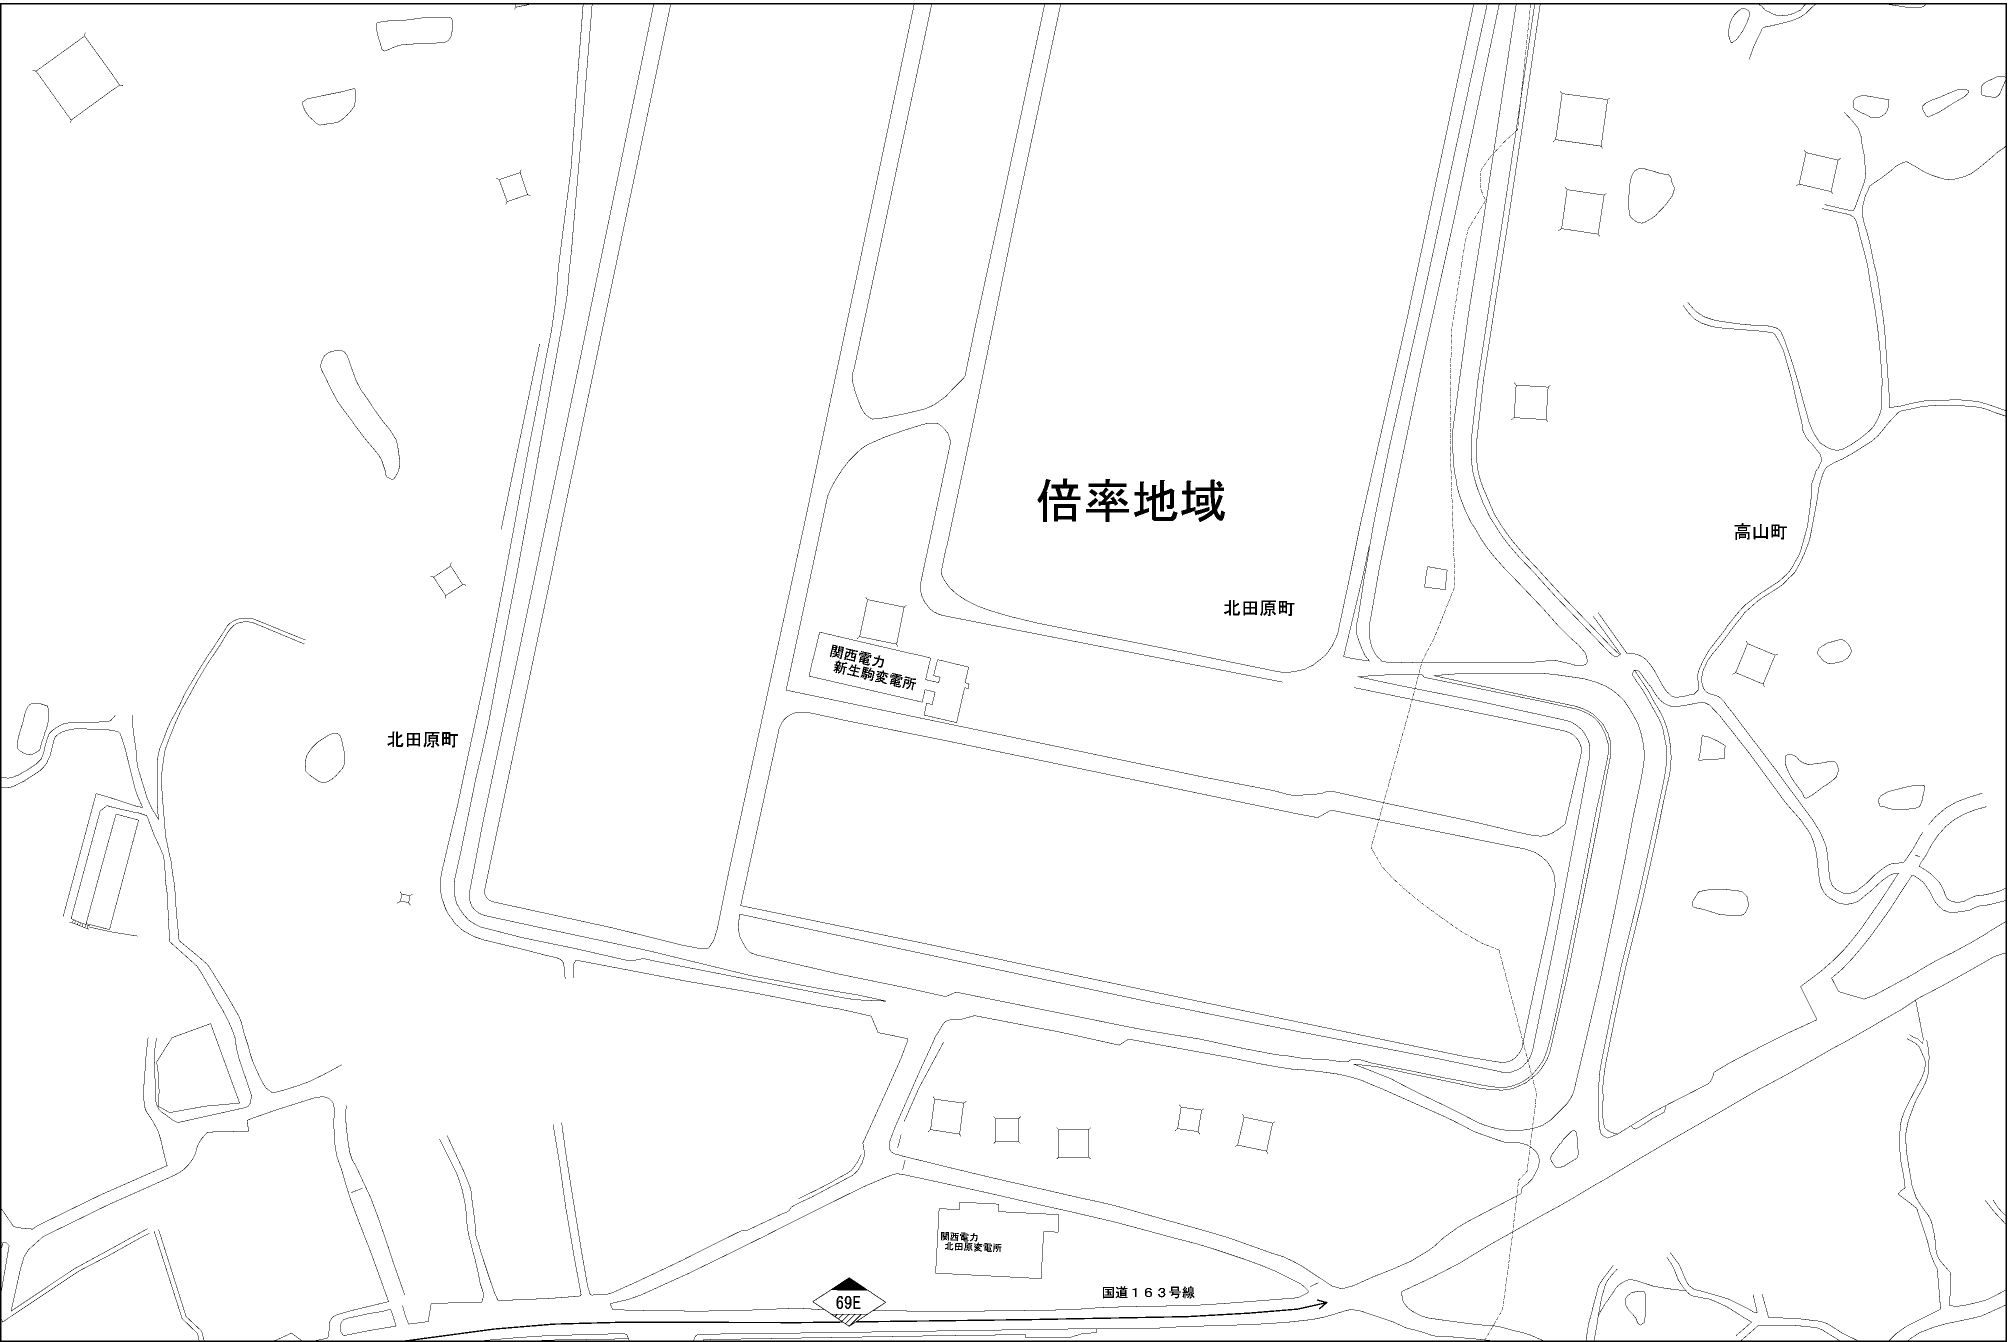 倍率地域
高山町
北田原町
関西電力
新生駒変電所
北田原町
関西電力
北田原変電所
国道１６３号線
69E